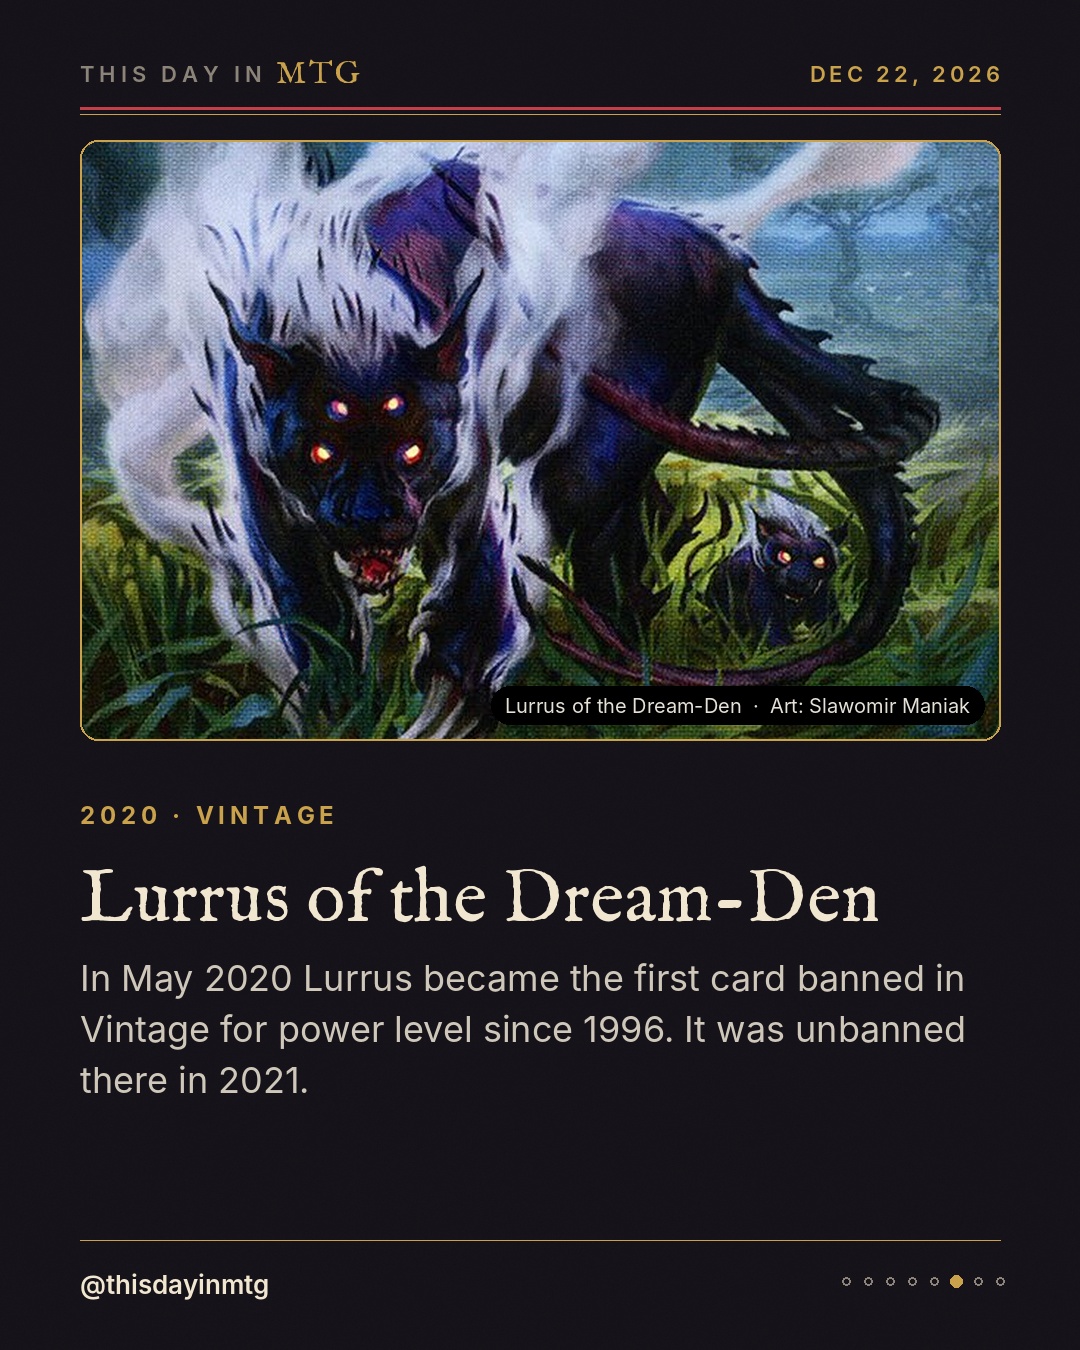 THIS DAY IN MTG
DEC 22, 2026
Lurrus of the Dream-Den · Art: Slawomir Maniak
2020 · VINTAGE
Lurrus of the Dream-Den
In May 2020 Lurrus became the first card banned in
Vintage for power level since 1996. It was unbanned
there in 2021.
@thisdayinmtg